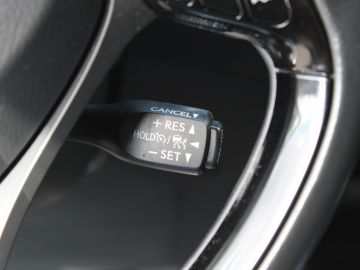 CANCEL▼
+ RES ▲
HOLD / ◀
− SET ▼